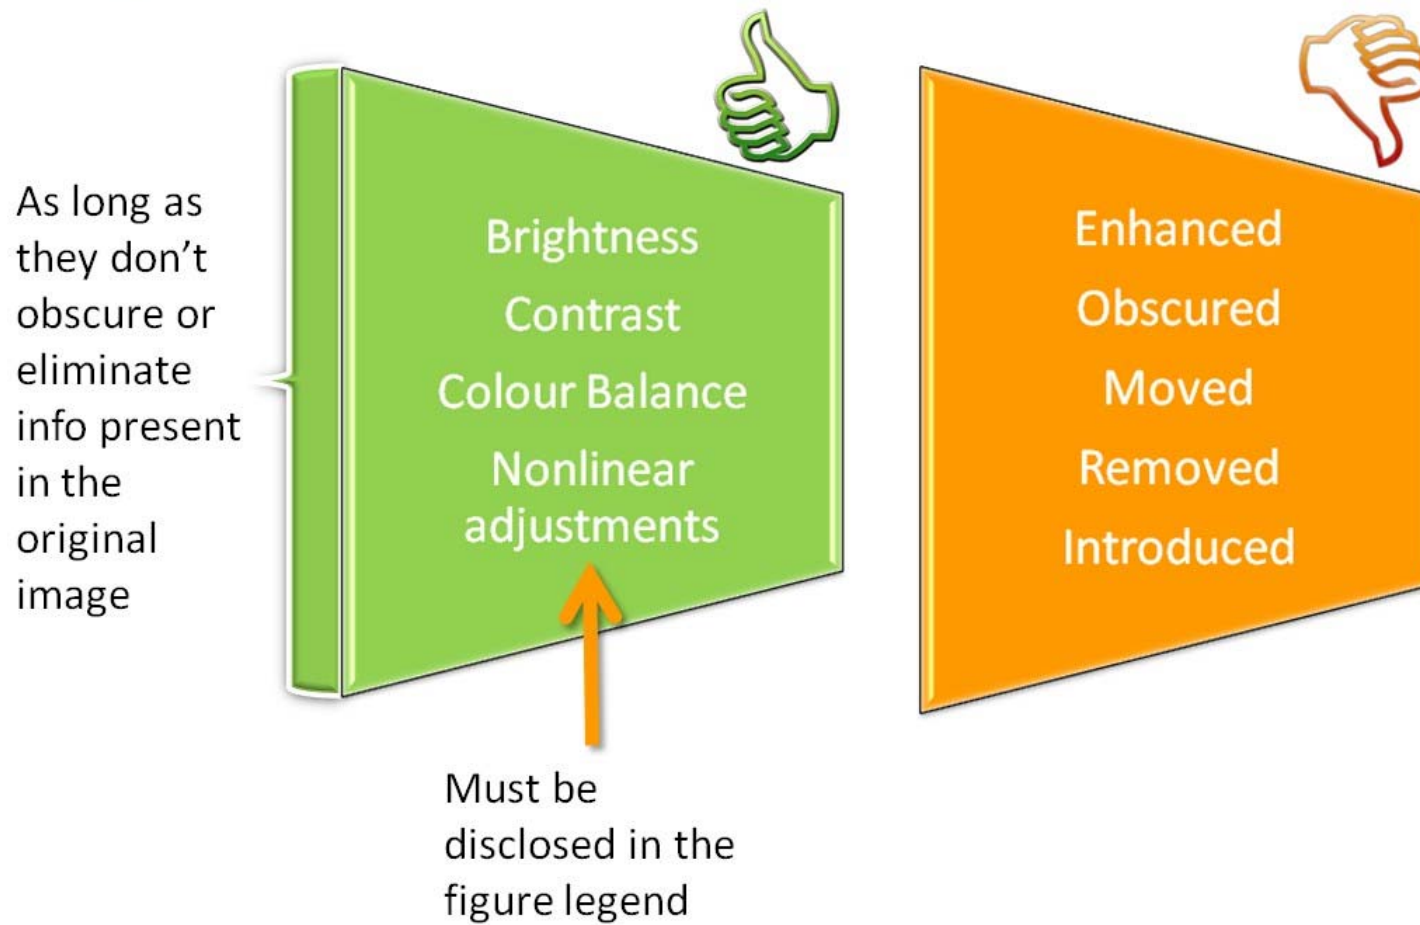 As long as
they don’t
obscure or
eliminate
info present
in the
original
image
Brightness
Contrast
Colour Balance
Nonlinear
adjustments
Must be
disclosed in the
figure legend
Enhanced
Obscured
Moved
Removed
Introduced